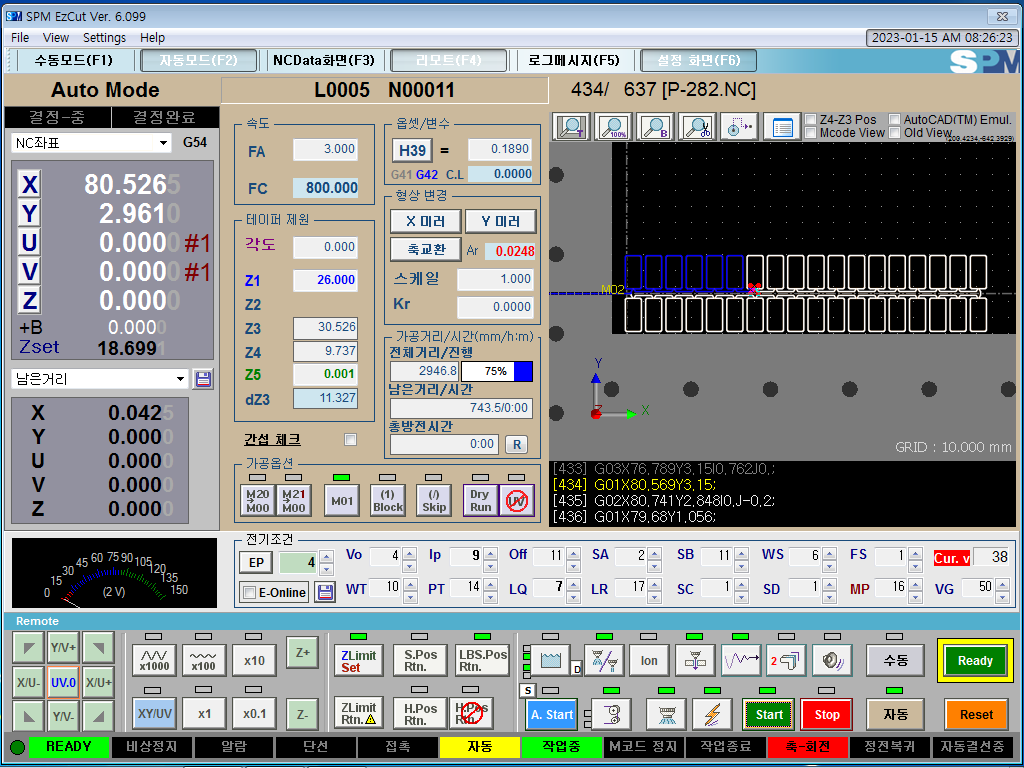 SPM SPM EzCut Ver. 6.099
File View Settings Help
2023-01-15 AM 08:26:23
수동모드(F1) 자동모드(F2) NCData화면(F3) 리모트(F4) 로그메시지(F5) 설정 화면(F6) SPM
Auto Mode
L0005 N00011
434/ 637 [P-282.NC]
결정-중 결정완료
NC좌표 G54
X 80.5265
Y 2.9610
U 0.0000 #1
V 0.0000 #1
Z 0.0000
+B 0.0000
Zset 18.6991
남은거리
X 0.0425
Y 0.0000
U 0.0000
V 0.0000
Z 0.0000
속도
FA 3.000
FC 800.000
테이퍼 제원
각도 0.000
Z1 26.000
Z2
Z3 30.526
Z4 9.737
Z5 0.001
dZ3 11.327
간섭 체크
옵셋/변수
H39 = 0.1890
G41 G42 C.L 0.0000
형상 변경
X 미러 Y 미러
축교환 Ar 0.0248
스케일 1.000
Kr 0.0000
가공거리/시간(mm/h:m)
전체거리/진행
2946.8 75%
남은거리/시간
743.5/0:00
총방전시간
0:00 R
가공옵션
M20 M00 M21 M00 M01 (1) Block (/) Skip Dry Run UV
T 100% B
Z4-Z3 Pos AutoCAD(TM) Emul.
Mcode View Old View
M02
Y
Z X
GRID : 10.000 mm
[433] G03X76,789Y3,15I0,762J0,;
[434] G01X80,569Y3,15;
[435] G02X80,741Y2,848I0,J-0,2;
[436] G01X79,68Y1,056;
0 15 30 45 60 75 90 105 120 135 150
(2 V)
전기조건
EP 4
E-Online
Vo 4 Ip 9 Off 11 SA 2 SB 11 WS 6 FS 1 Cur. v 38
WT 10 PT 14 LQ 7 LR 17 SC 1 SD 1 MP 16 VG 50
Remote
Y/V+
X/U- UV.0 X/U+
Y/V-
x1000 x100 x10 Z+
XY/UV x1 x0.1 Z-
ZLimit Set S.Pos Rtn. LBS.Pos Rtn.
ZLimit Rtn. H.Pos Rtn. H.Pos Rtn.
D Ion 2 수동 Ready
S A. Start Start Stop 자동 Reset
READY 비상정지 알람 단선 접촉 자동 작업중 M코드 정지 작업종료 축-회전 정전복귀 자동결선중